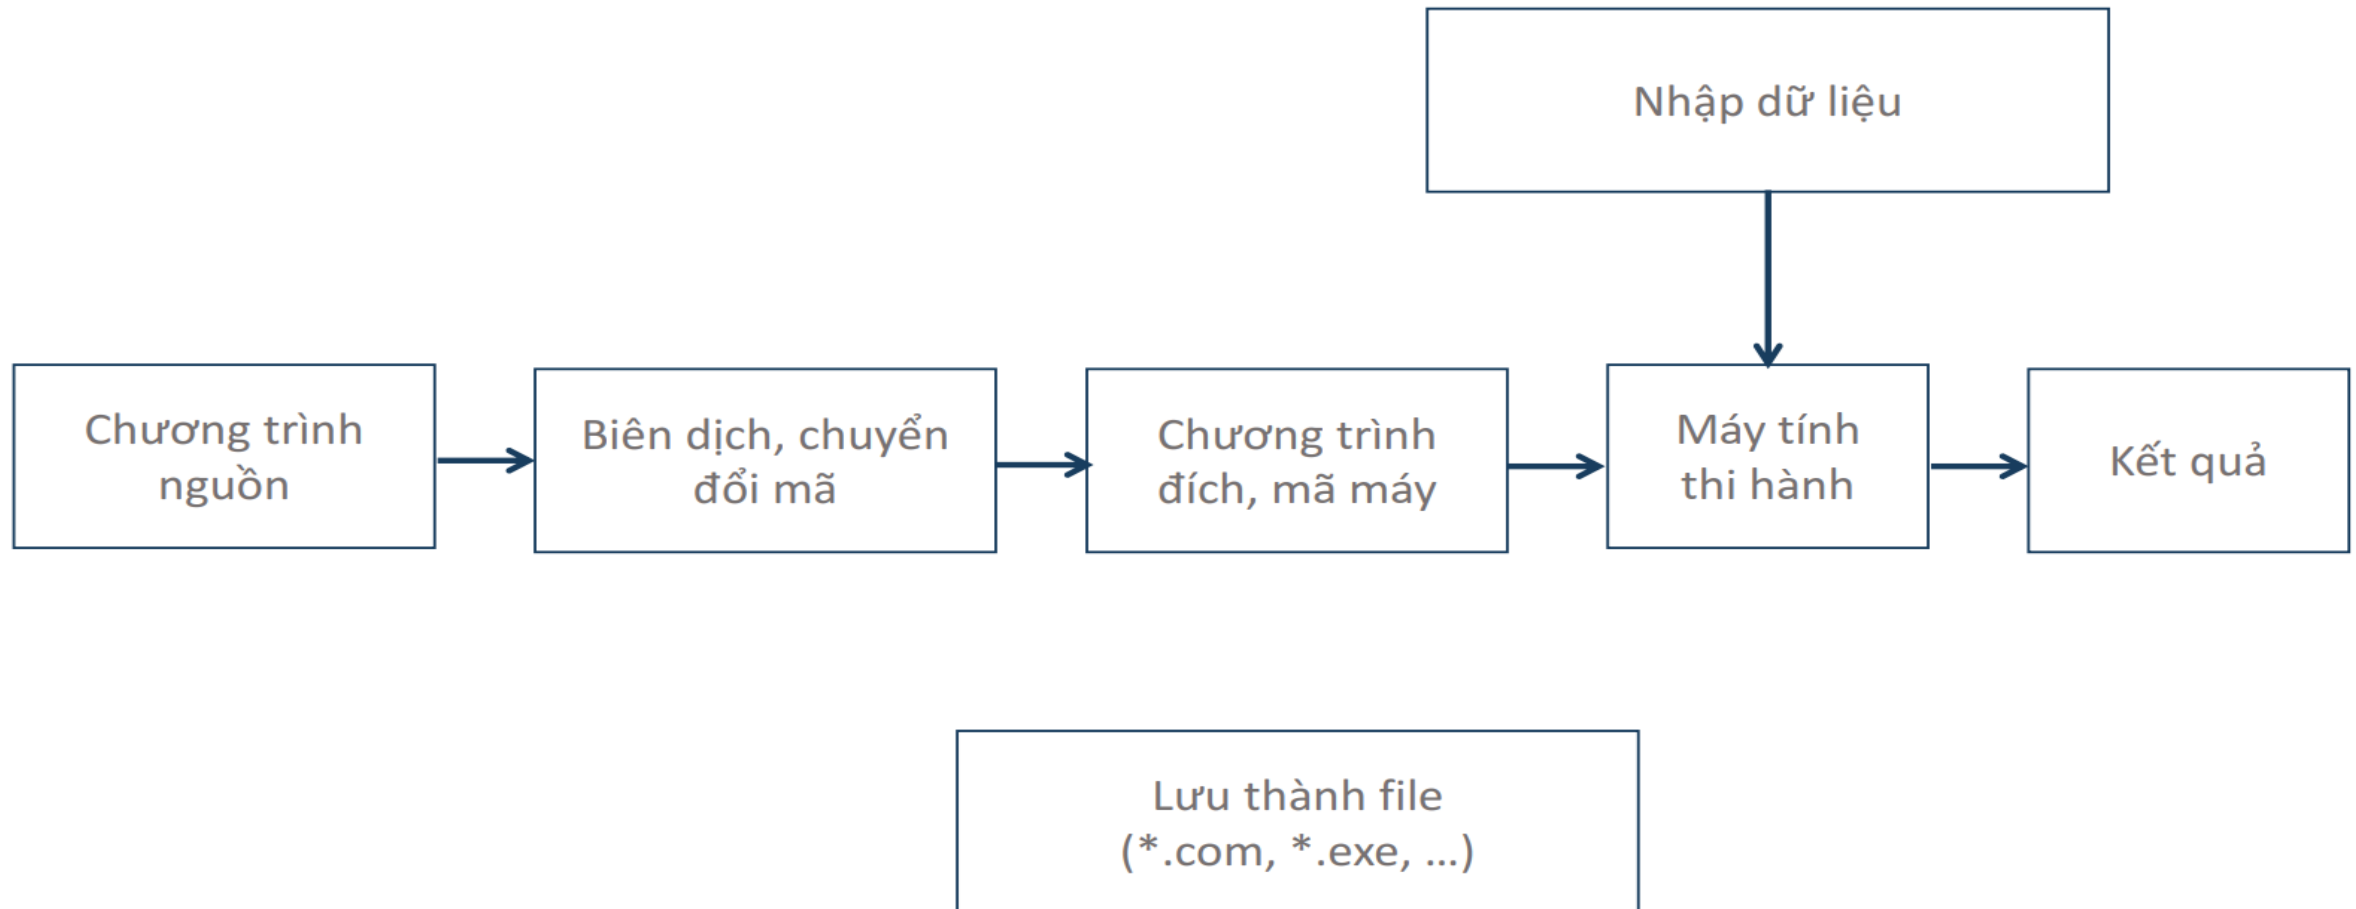 Nhập dữ liệu
Chương trình
nguồn
Biên dịch, chuyển
đổi mã
Chương trình
đích, mã máy
Máy tính
thi hành
Kết quả
Lưu thành file
(*.com, *.exe, ...)